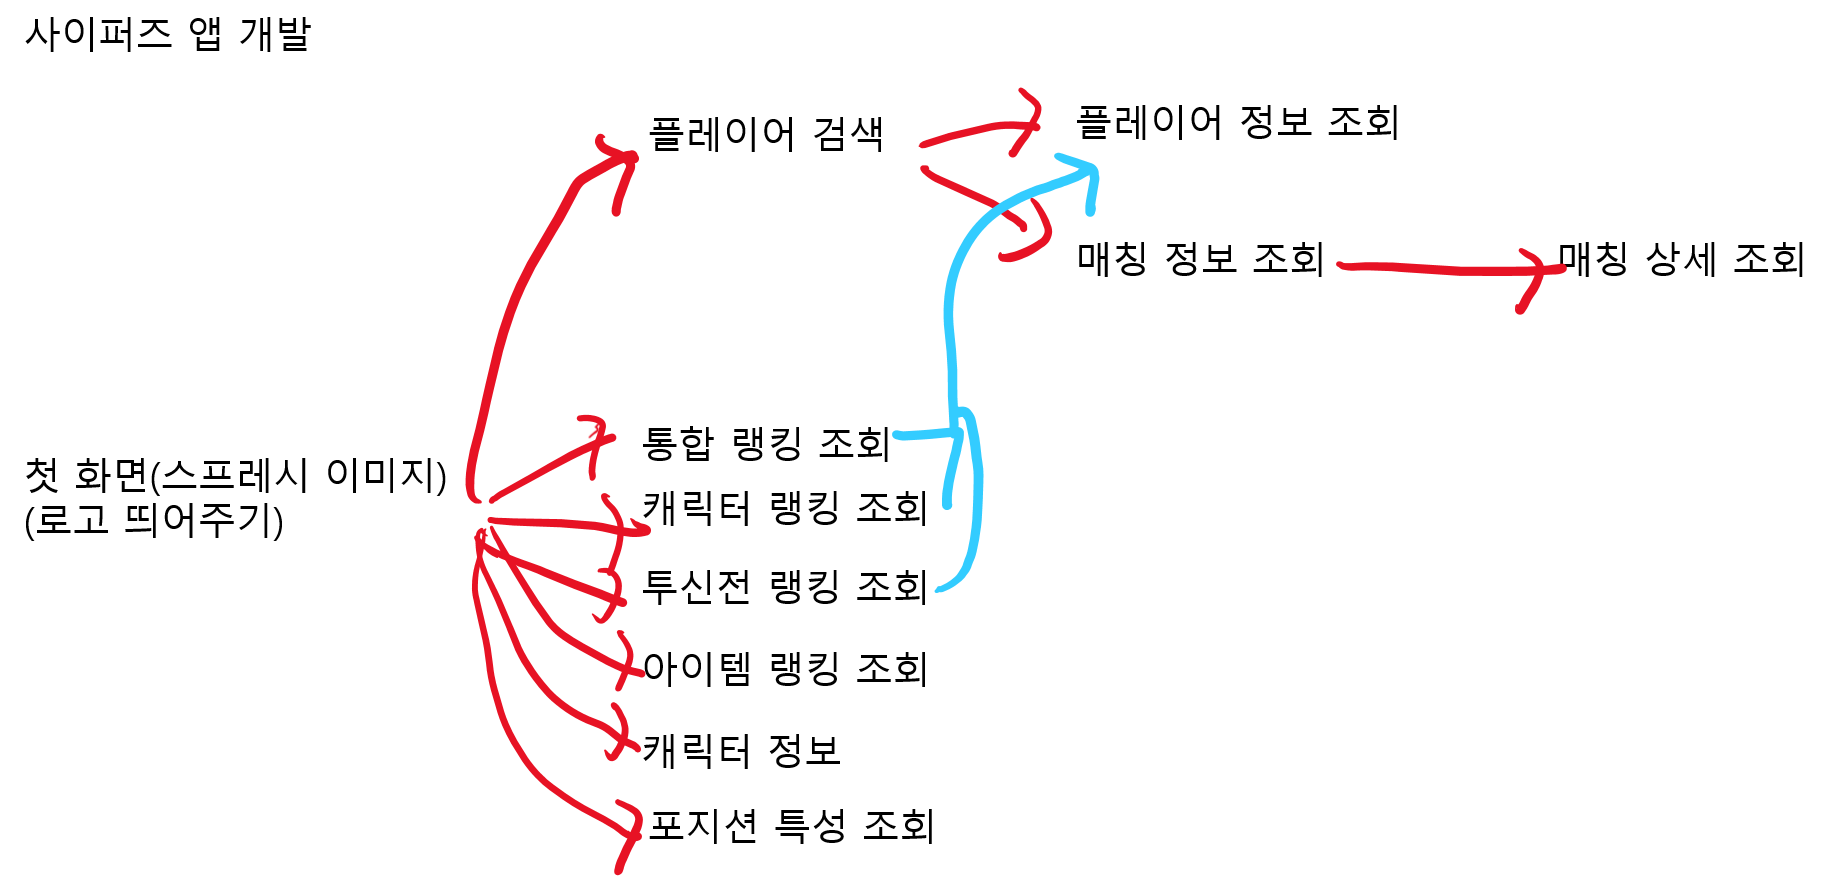 사이퍼즈 앱 개발
플레이어 검색
플레이어 정보 조회
매칭 정보 조회
매칭 상세 조회
첫 화면(스프레시 이미지)
(로고 띄어주기)
통합 랭킹 조회
캐릭터 랭킹 조회
투신전 랭킹 조회
아이템 랭킹 조회
캐릭터 정보
포지션 특성 조회